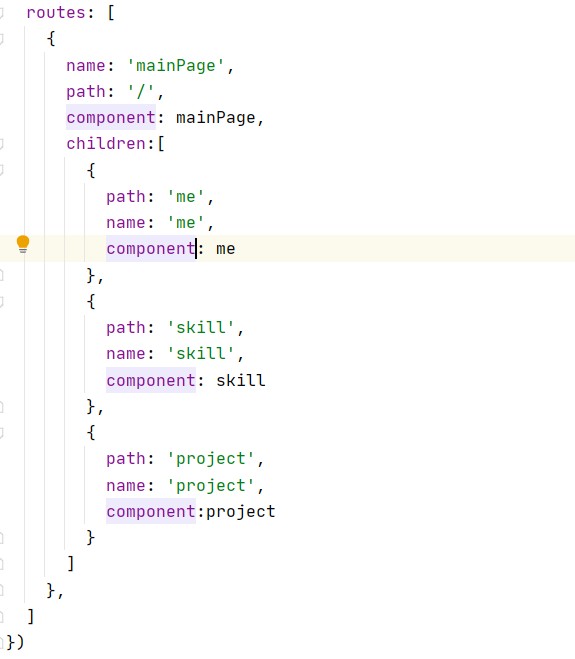 routes: [
{
name: 'mainPage',
path: '/',
component: mainPage,
children:[
{
path: 'me',
name: 'me',
component: me
},
{
path: 'skill',
name: 'skill',
component: skill
},
{
path: 'project',
name: 'project',
component:project
}
]
},
]
})